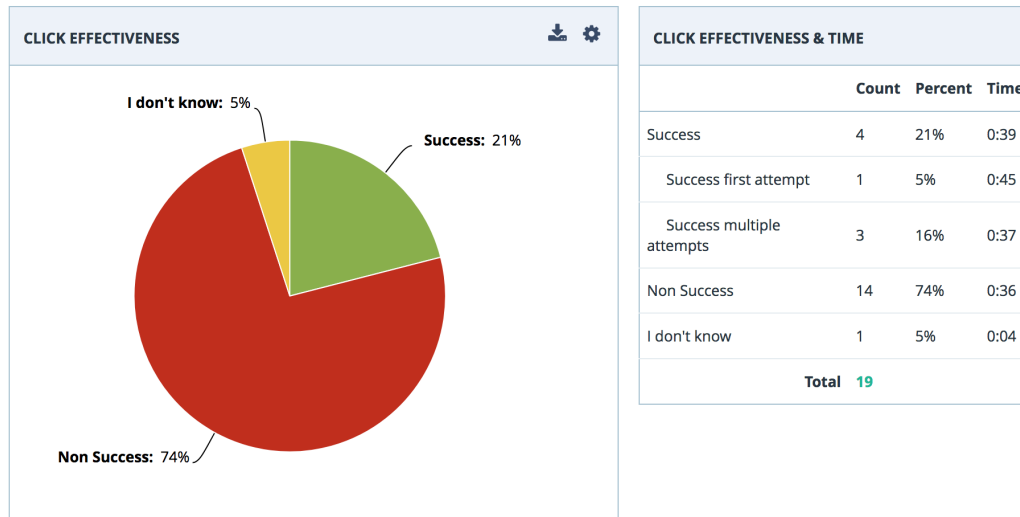 CLICK EFFECTIVENESS
I don't know: 5%
Success: 21%
Non Success: 74%
CLICK EFFECTIVENESS & TIME
Count Percent Time
Success 4 21% 0:39
Success first attempt 1 5% 0:45
Success multiple
attempts 3 16% 0:37
Non Success 14 74% 0:36
I don't know 1 5% 0:04
Total 19